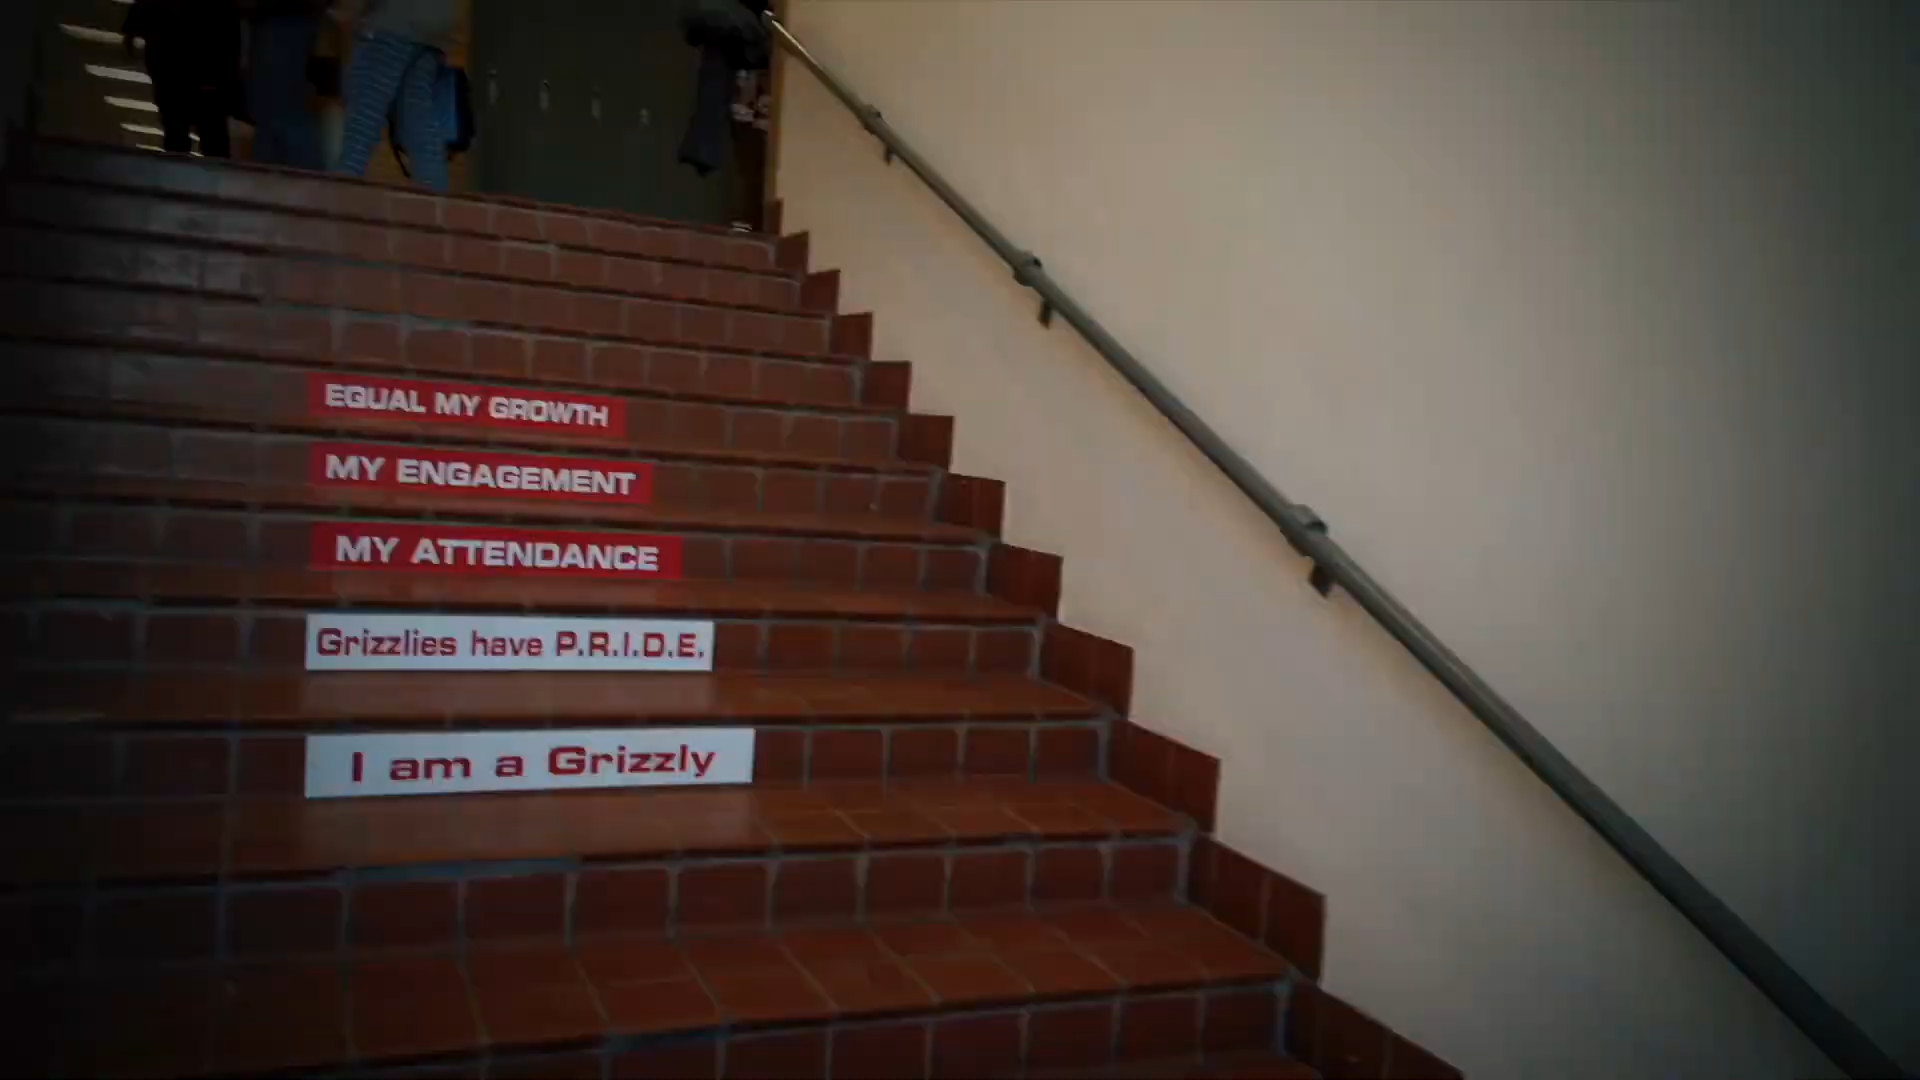 EQUAL MY GROWTH
MY ENGAGEMENT
MY ATTENDANCE
Grizzlies have P.R.I.D.E.
I am a Grizzly